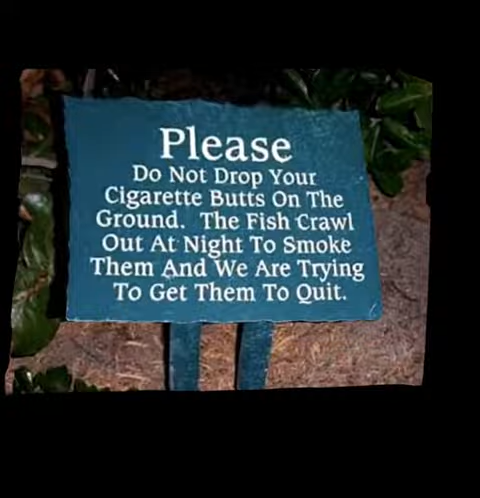 Please
Do Not Drop Your
Cigarette Butts On The
Ground. The Fish Crawl
Out At Night To Smoke
Them And We Are Trying
To Get Them To Quit.